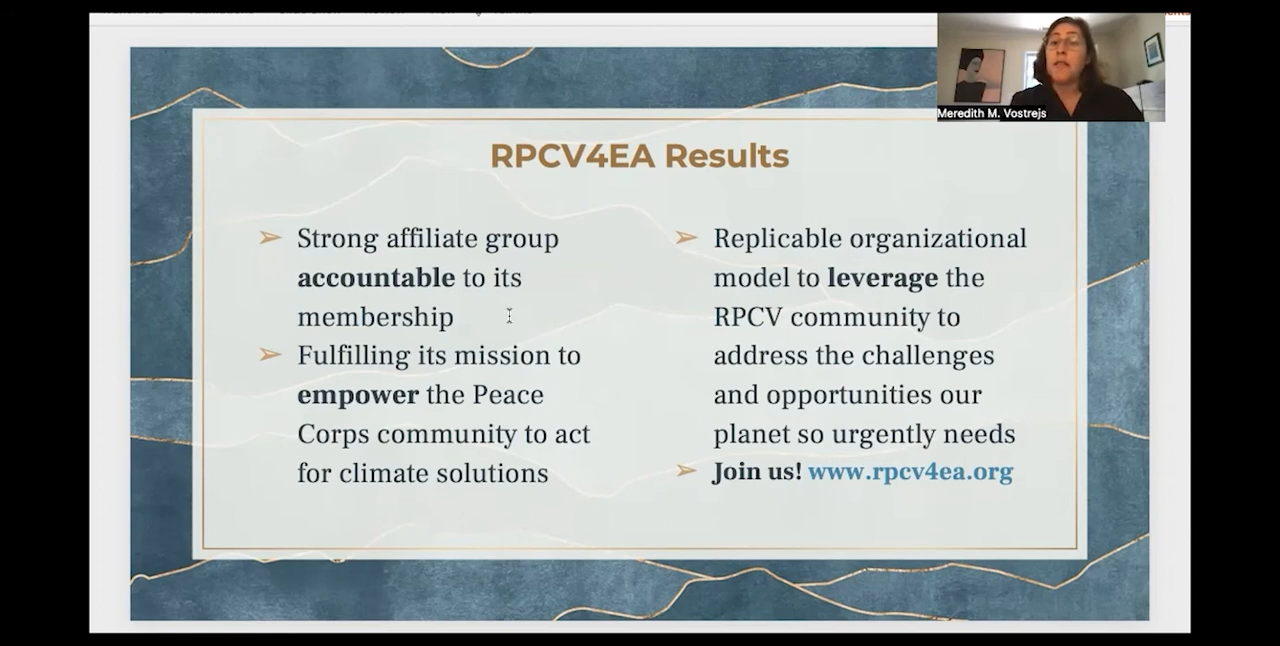 Meredith M. Vostrejs
RPCV4EA Results
➢ Strong affiliate group
accountable to its
membership
➢ Fulfilling its mission to
empower the Peace
Corps community to act
for climate solutions
➢ Replicable organizational
model to leverage the
RPCV community to
address the challenges
and opportunities our
planet so urgently needs
➢ Join us! www.rpcv4ea.org